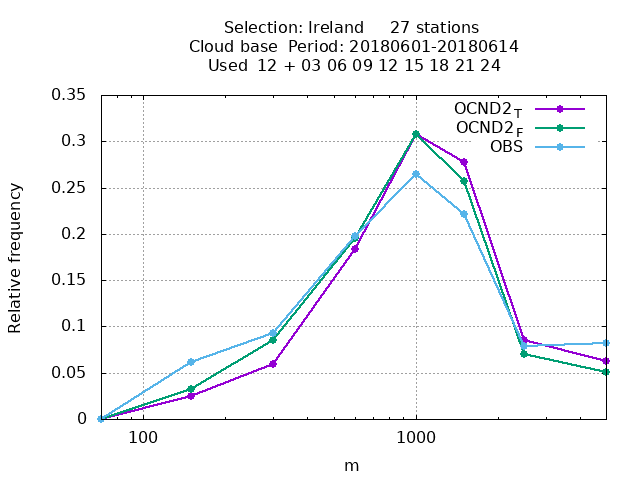 Selection: Ireland     27 stations
Cloud base  Period: 20180601-20180614
Used  12 + 03 06 09 12 15 18 21 24
0.35
0.3
0.25
0.2
0.15
0.1
0.05
0
Relative frequency
OCND2_T
OCND2_F
OBS
100
1000
m